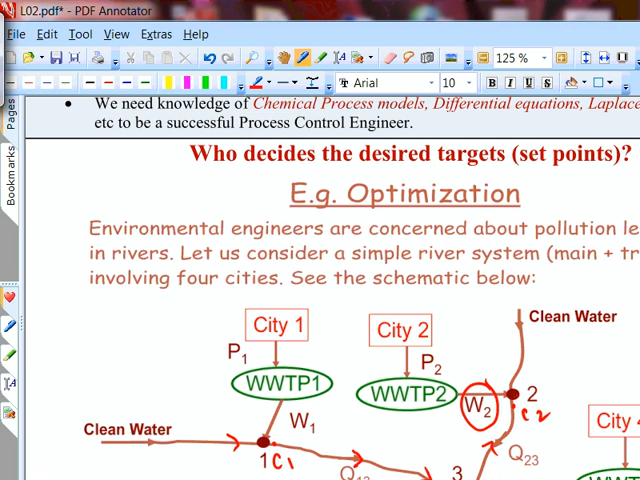 L02.pdf* - PDF Annotator
File Edit Tool View Extras Help
125 %
Arial 10 B I U S
Pages
Bookmarks
• We need knowledge of Chemical Process models, Differential equations, Laplace
etc to be a successful Process Control Engineer.
Who decides the desired targets (set points)?
E.g. Optimization
Environmental engineers are concerned about pollution le
in rivers. Let us consider a simple river system (main + tr
involving four cities. See the schematic below:
Clean Water
City 1
City 2
P1
P2
WWTP1
WWTP2
W2
2
C2
City 4
W1
Clean Water
1
C1
Q23
3